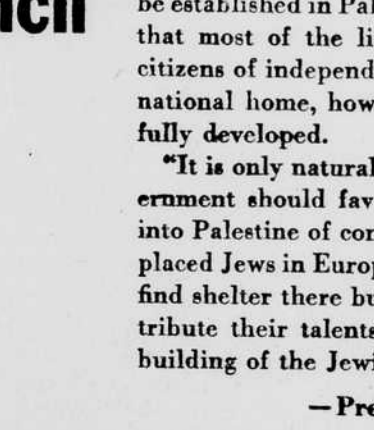 ncil
be established in Pal
that most of the li
citizens of independ
national home, how
fully developed.
"It is only natural
ernment should fav
into Palestine of con
placed Jews in Europ
find shelter there bu
tribute their talents
building of the Jewi
—Pre